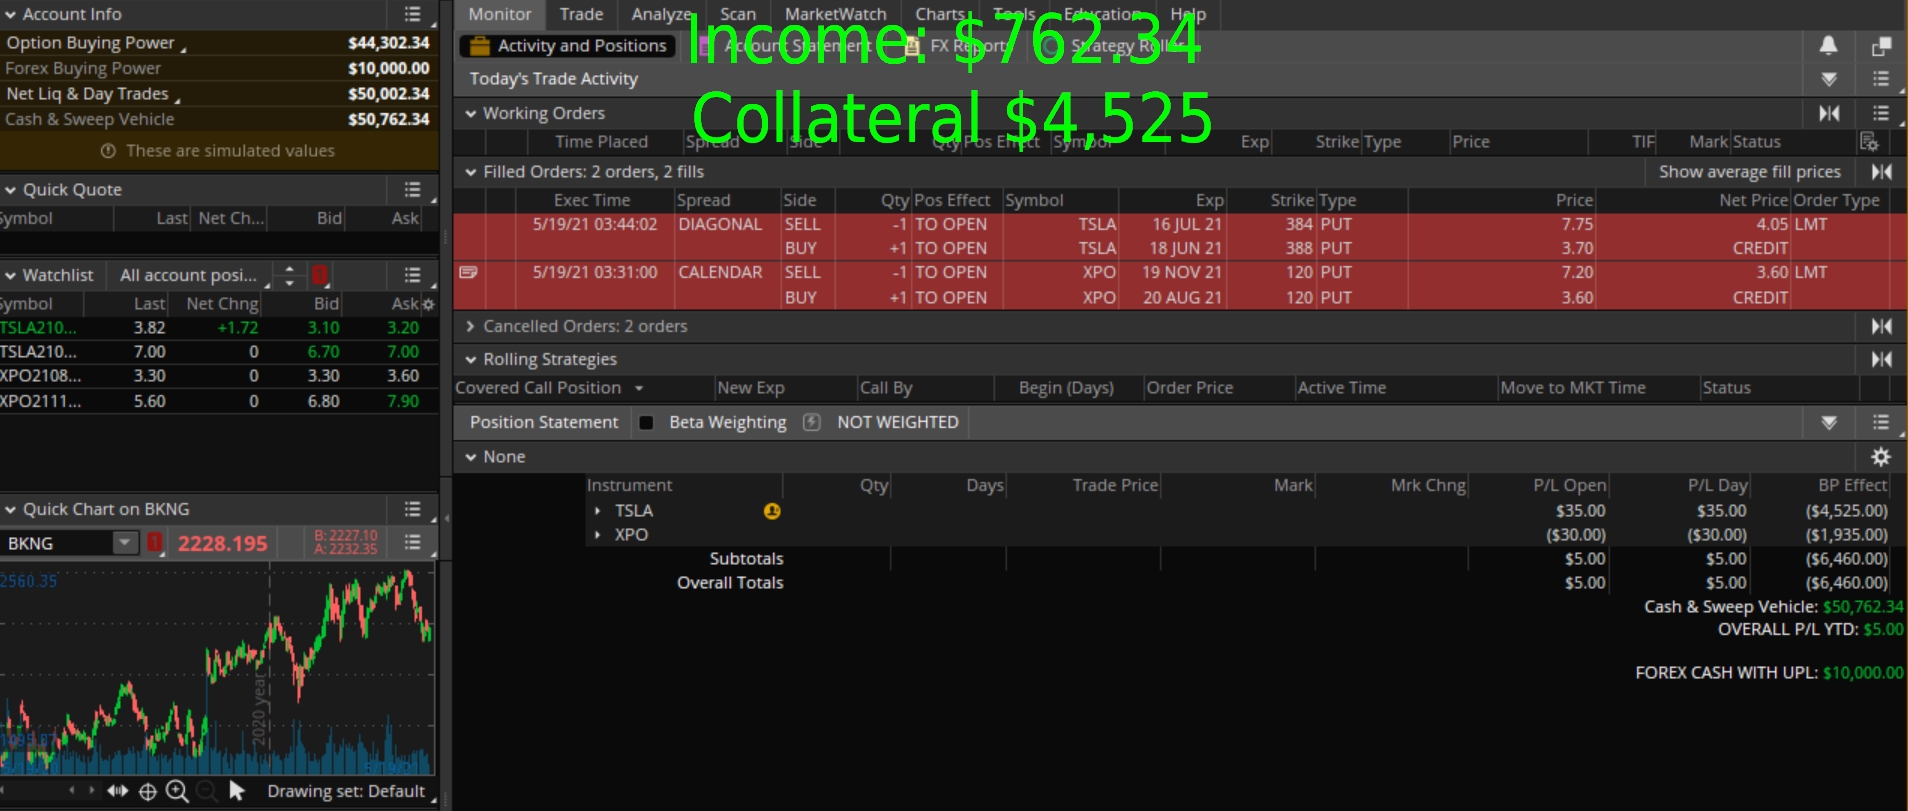 Account Info
Option Buying Power $44,302.34
Forex Buying Power $10,000.00
Net Liq & Day Trades $50,002.34
Cash & Sweep Vehicle $50,762.34
These are simulated values
Quick Quote
Symbol Last Net Ch... Bid Ask
Watchlist All account posi... 1
Symbol Last Net Chng Bid Ask
TSLA210... 3.82 +1.72 3.10 3.20
TSLA210... 7.00 0 6.70 7.00
XPO2108... 3.30 0 3.30 3.60
XPO2111... 5.60 0 6.80 7.90
Quick Chart on BKNG
BKNG 1 2228.195 B: 2227.10
A: 2232.35
2560.35
2020 year
Drawing set: Default
Monitor Trade Analyze Scan MarketWatch Charts Tools Education Help
Income: $762.34
Activity and Positions Account Statement FX Reports Strategy Roller
Today's Trade Activity
Collateral $4,525
Working Orders
Time Placed Spread Side Qty Pos Effect Symbol Exp Strike Type Price TIF Mark Status
Filled Orders: 2 orders, 2 fills Show average fill prices
Exec Time Spread Side Qty Pos Effect Symbol Exp Strike Type Price Net Price Order Type
5/19/21 03:44:02 DIAGONAL SELL -1 TO OPEN TSLA 16 JUL 21 384 PUT 7.75 4.05 LMT
BUY +1 TO OPEN TSLA 18 JUN 21 388 PUT 3.70 CREDIT
5/19/21 03:31:00 CALENDAR SELL -1 TO OPEN XPO 19 NOV 21 120 PUT 7.20 3.60 LMT
BUY +1 TO OPEN XPO 20 AUG 21 120 PUT 3.60 CREDIT
Cancelled Orders: 2 orders
Rolling Strategies
Covered Call Position New Exp Call By Begin (Days) Order Price Active Time Move to MKT Time Status
Position Statement Beta Weighting NOT WEIGHTED
None
Instrument Qty Days Trade Price Mark Mrk Chng P/L Open P/L Day BP Effect
TSLA $35.00 $35.00 ($4,525.00)
XPO ($30.00) ($30.00) ($1,935.00)
Subtotals $5.00 $5.00 ($6,460.00)
Overall Totals $5.00 $5.00 ($6,460.00)
Cash & Sweep Vehicle: $50,762.34
OVERALL P/L YTD: $5.00
FOREX CASH WITH UPL: $10,000.00